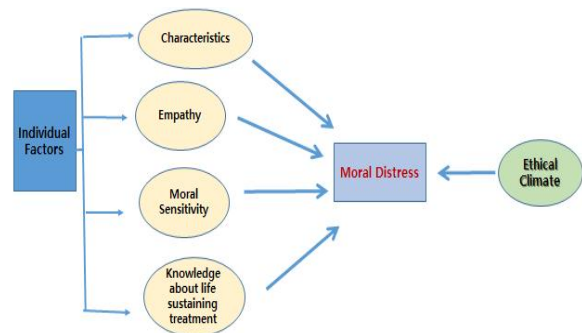 Characteristics
Empathy
Individual
Factors
Moral Distress
Ethical
Climate
Moral
Sensitivity
Knowledge
about life
sustaining
treatment